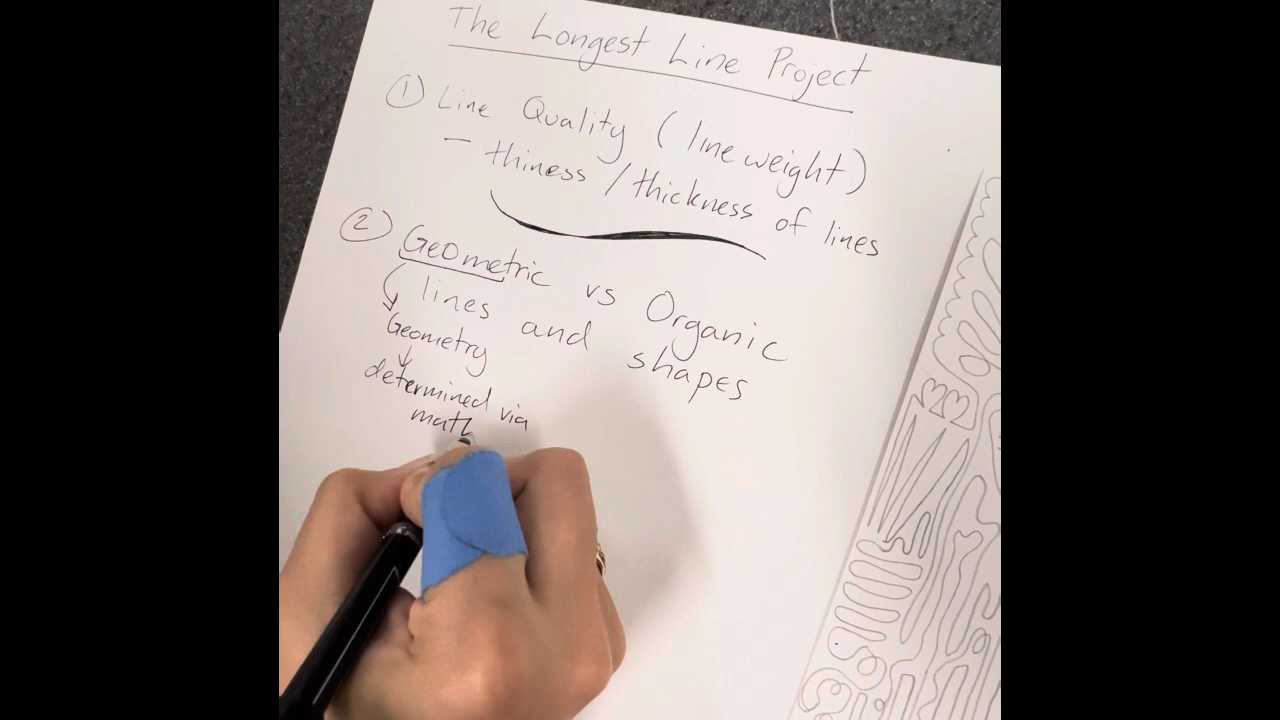 The Longest Line Project
① Line Quality (line weight)
- thiness / thickness of lines
② Geometric vs Organic
lines and shapes
Geometry
determined via
math